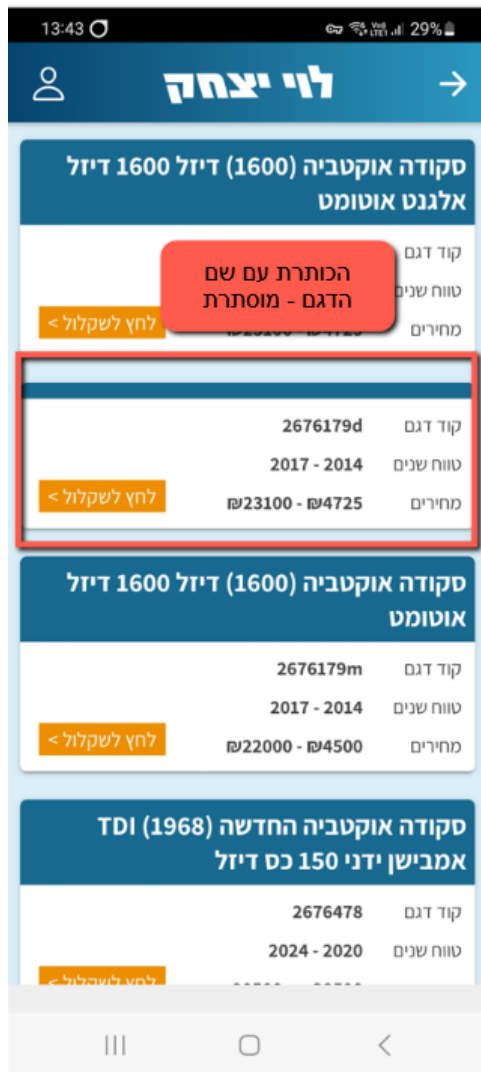 13:43
29%
לוי יצחק
סקודה אוקטביה (1600) דיזל 1600 דיזל
אלגנט אוטומט
קוד דגם
הכותרת עם שם
הדגם - מוסתרת
טווח שנים
מחירים
לחץ לשקלול >
קוד דגם 2676179d
טווח שנים 2014 - 2017
מחירים ₪4725 - ₪23100
לחץ לשקלול >
סקודה אוקטביה (1600) דיזל 1600 דיזל
אוטומט
קוד דגם 2676179m
טווח שנים 2014 - 2017
מחירים ₪4500 - ₪22000
לחץ לשקלול >
סקודה אוקטביה החדשה (1968) TDI
אמבישן ידני 150 כס דיזל
קוד דגם 2676478
טווח שנים 2020 - 2024
לחץ לשקלול >